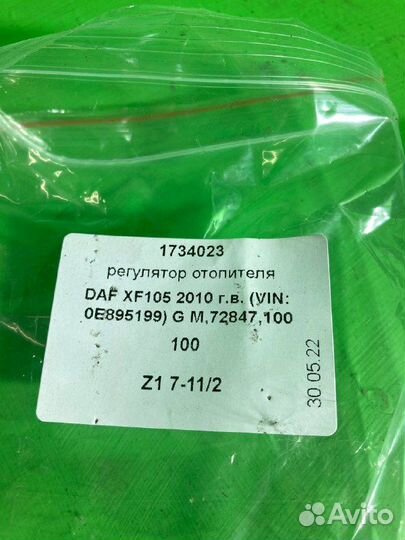 1734023
регулятор отопителя
DAF XF105 2010 г.в. (VIN:
0E895199) G M,72847,100
100
Z1 7-11/2
30 05.22
Avito